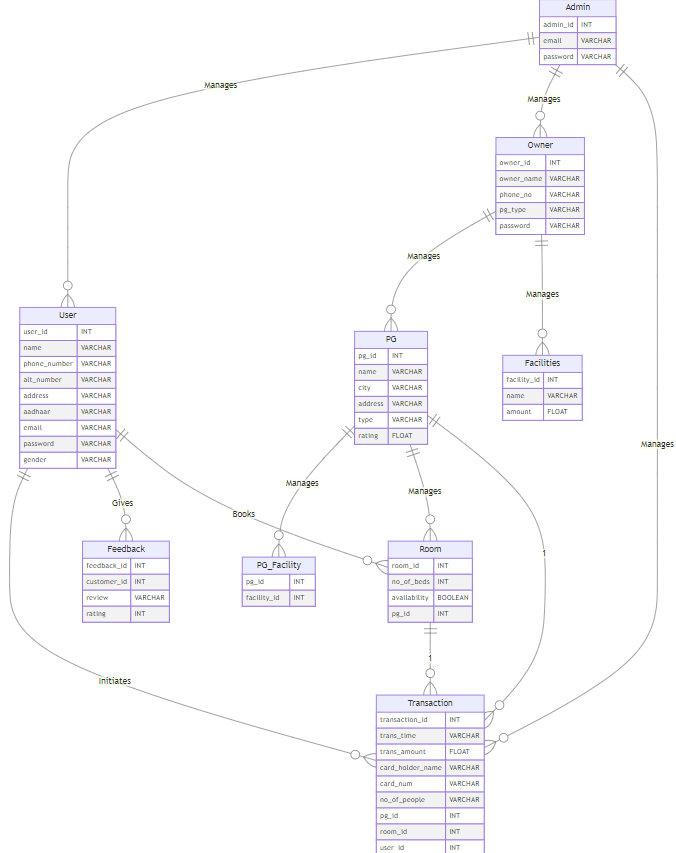 Admin
admin_id INT
email VARCHAR
password VARCHAR
Manages
Manages
Owner
owner_id INT
owner_name VARCHAR
phone_no VARCHAR
pg_type VARCHAR
password VARCHAR
Manages
Manages
User
user_id INT
name VARCHAR
phone_number VARCHAR
alt_number VARCHAR
address VARCHAR
aadhaar VARCHAR
email VARCHAR
password VARCHAR
gender VARCHAR
PG
pg_id INT
name VARCHAR
city VARCHAR
address VARCHAR
type VARCHAR
rating FLOAT
Facilities
facility_id INT
name VARCHAR
amount FLOAT
Manages
Manages
Manages
Gives
Books
Feedback
feedback_id INT
customer_id INT
review VARCHAR
rating INT
PG_Facility
pg_id INT
facility_id INT
Room
room_id INT
no_of_beds INT
availability BOOLEAN
pg_id INT
1
1
Initiates
Transaction
transaction_id INT
trans_time VARCHAR
trans_amount FLOAT
card_holder_name VARCHAR
card_num VARCHAR
no_of_people VARCHAR
pg_id INT
room_id INT
user_id INT